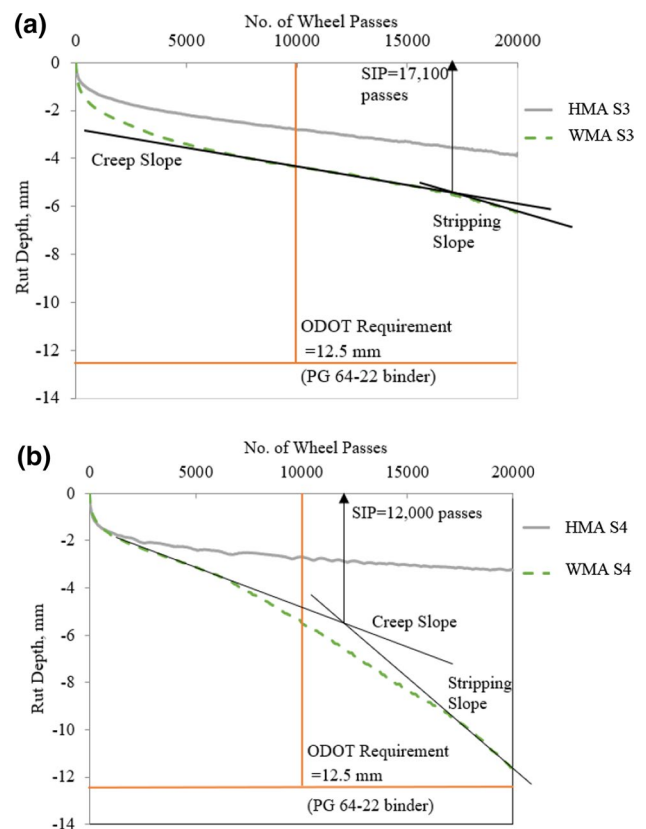 (a)
No. of Wheel Passes
0 5000 10000 15000 20000
0
-2
-4
-6
-8
-10
-12
-14
Rut Depth, mm
SIP=17,100
passes
HMA S3
WMA S3
Creep Slope
Stripping
Slope
ODOT Requirement
=12.5 mm
(PG 64-22 binder)
(b)
No. of Wheel Passes
0 5000 10000 15000 20000
0
-2
-4
-6
-8
-10
-12
-14
Rut Depth, mm
SIP=12,000 passes
HMA S4
WMA S4
Creep Slope
Stripping
Slope
ODOT Requirement
=12.5 mm
(PG 64-22 binder)